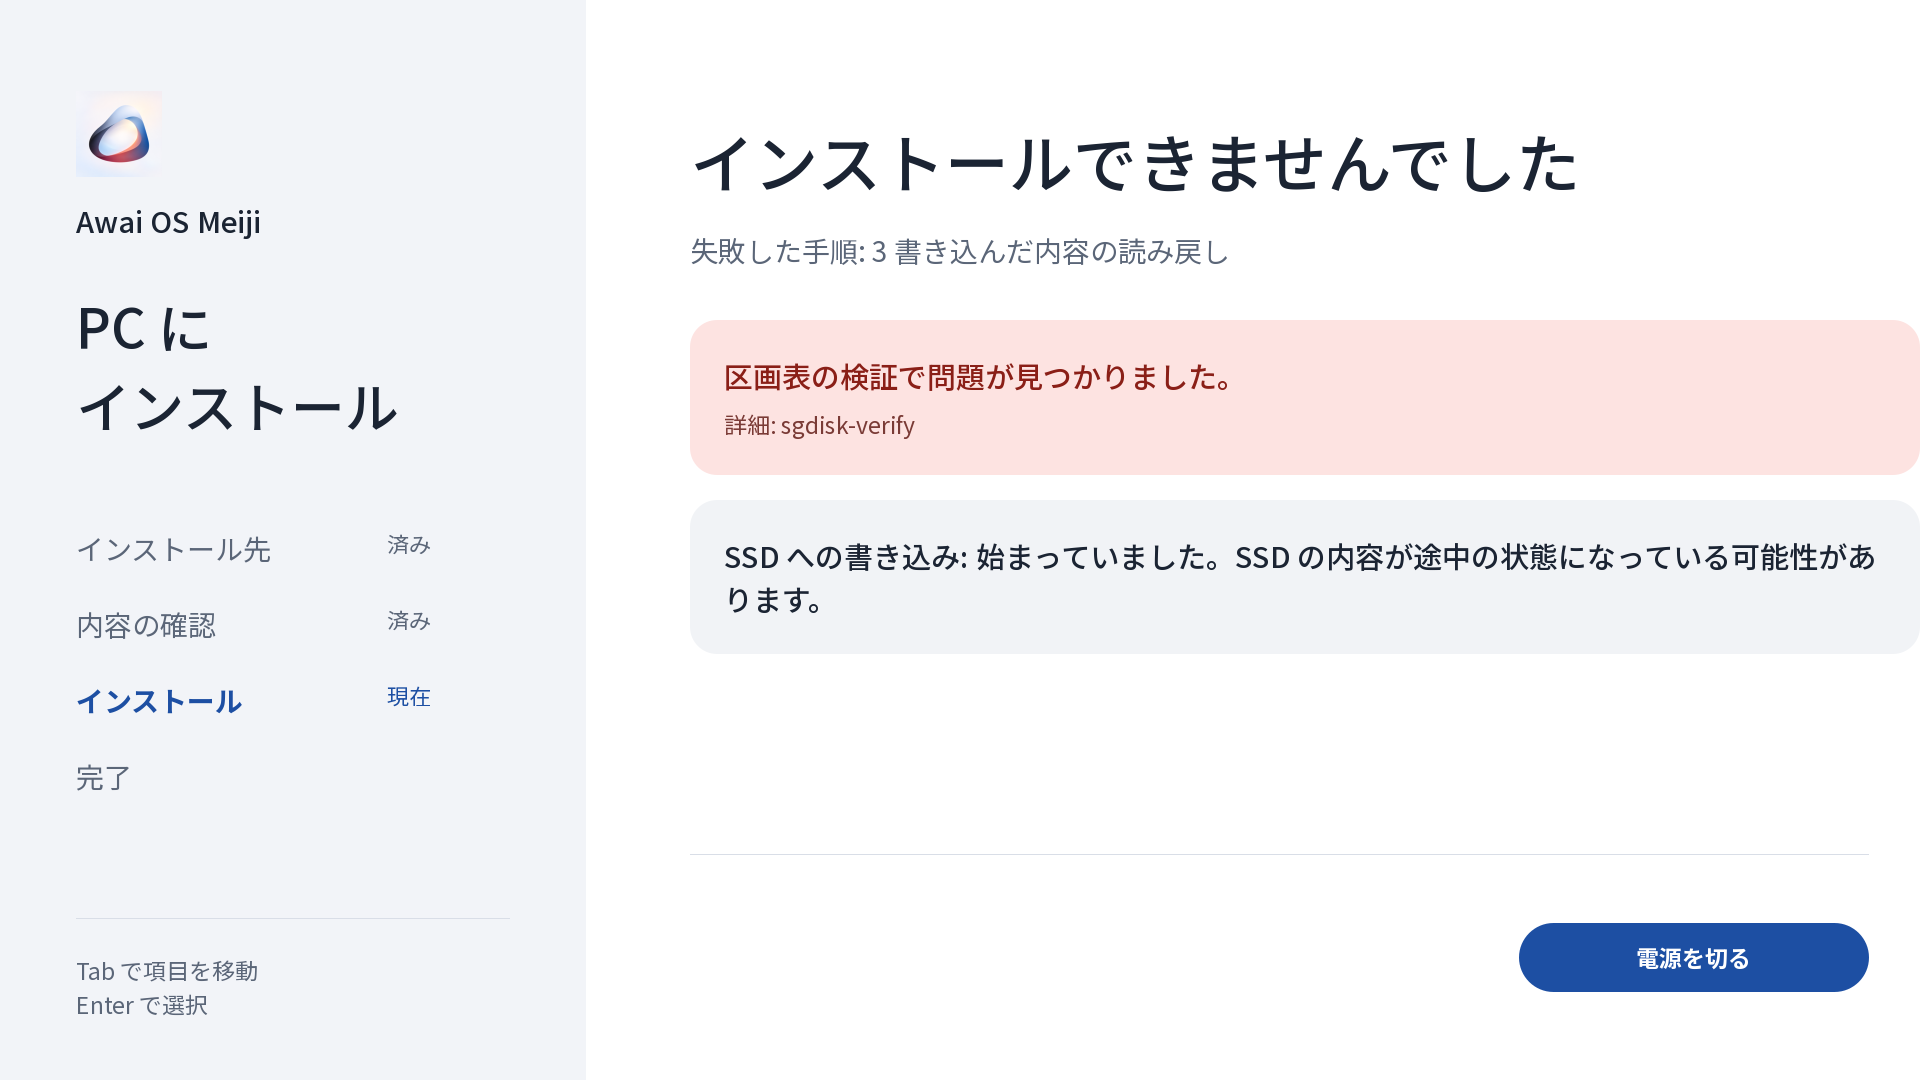 Awai OS Meiji
PC に
インストール
インストール先 済み
内容の確認 済み
インストール 現在
完了
Tab で項目を移動
Enter で選択
インストールできませんでした
失敗した手順: 3 書き込んだ内容の読み戻し
区画表の検証で問題が見つかりました。
詳細: sgdisk-verify
SSD への書き込み: 始まっていました。SSD の内容が途中の状態になっている可能性があ
ります。
電源を切る